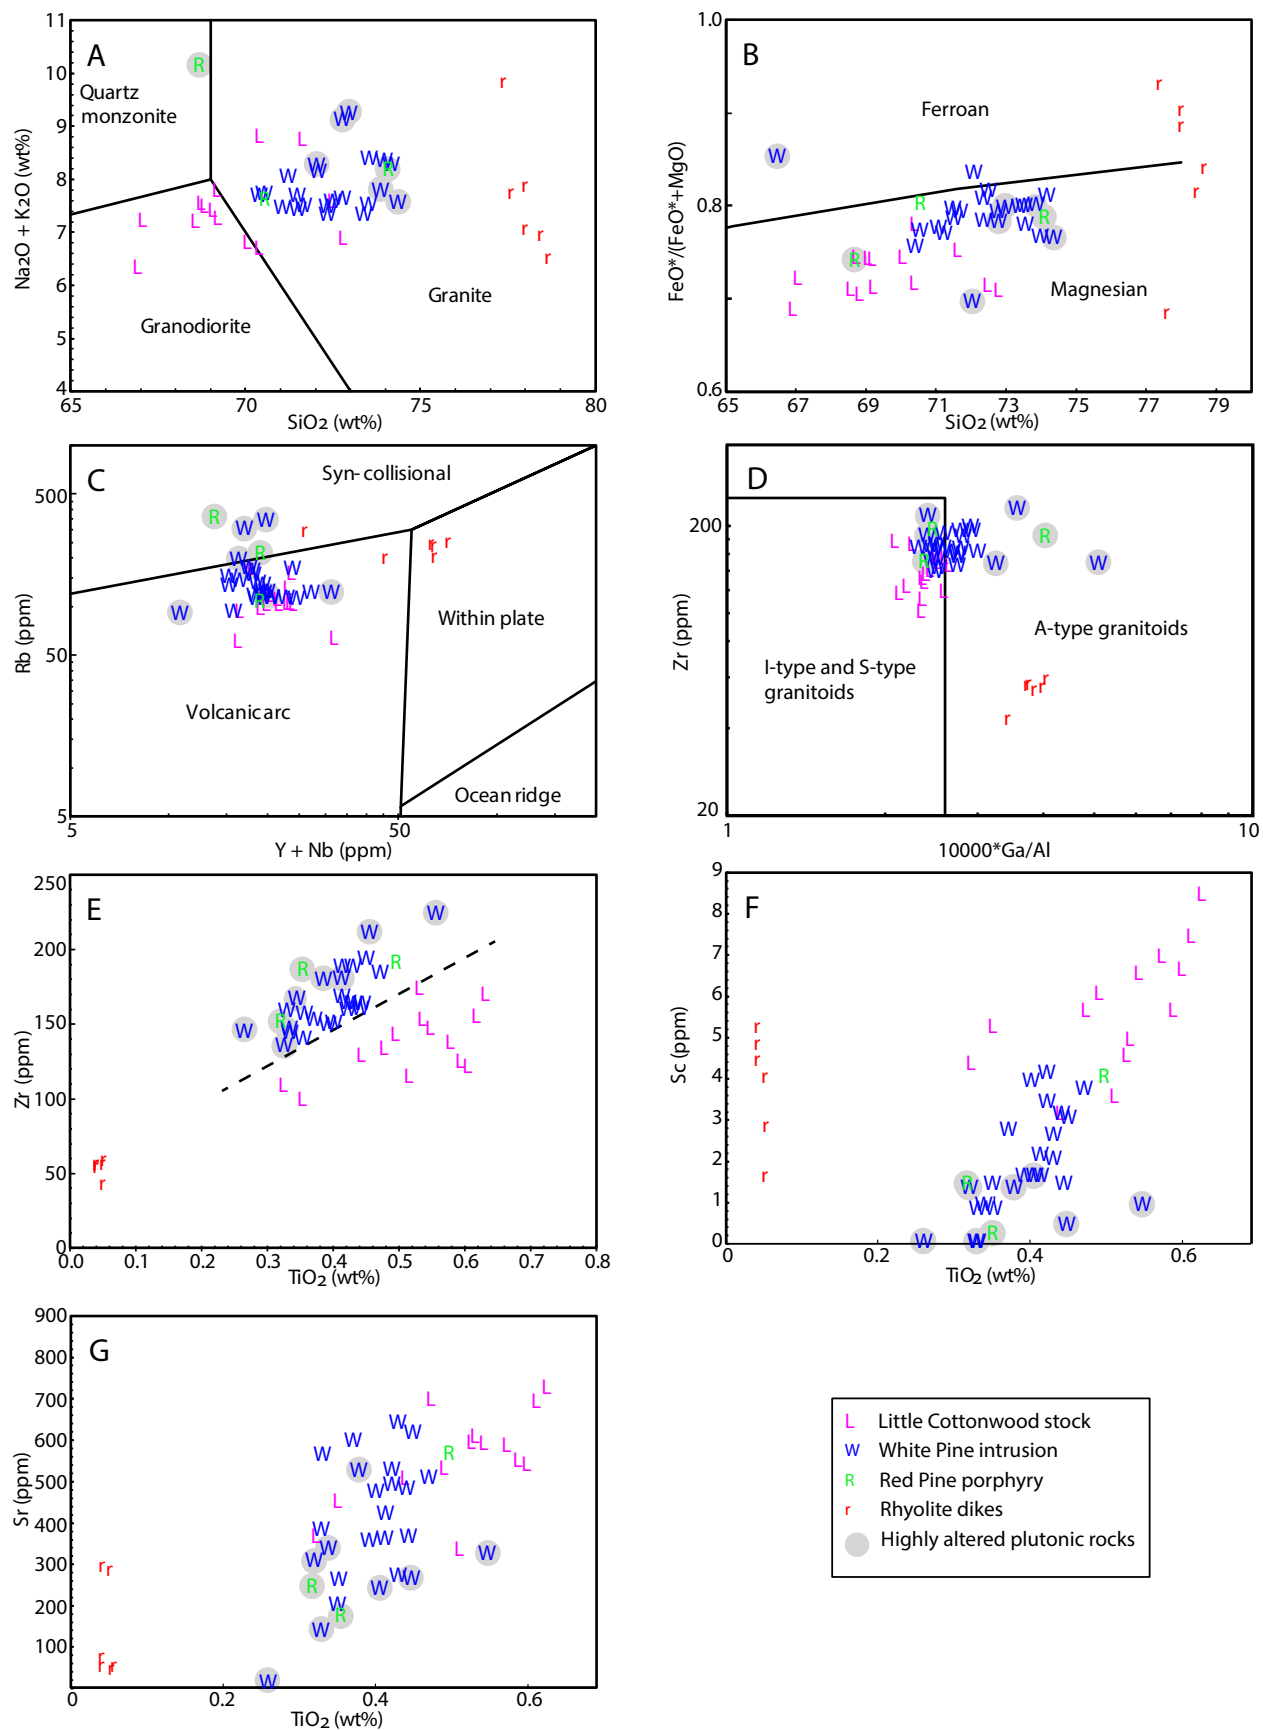 A
Quartz
monzonite
Granodiorite
Granite
11
10
9
8
7
6
5
4
65
70
75
80
Na2O + K2O (wt%)
SiO2 (wt%)
B
Ferroan
Magnesian
1.0
0.8
0.6
65
67
69
71
73
75
77
79
FeO*/(FeO*+MgO)
SiO2 (wt%)
C
Syn-collisional
Within plate
Volcanic arc
Ocean ridge
500
50
5
5
50
Rb (ppm)
Y + Nb (ppm)
D
A-type granitoids
I-type and S-type
granitoids
200
20
1
10
Zr (ppm)
10000*Ga/Al
E
250
200
150
100
50
0
0.0
0.1
0.2
0.3
0.4
0.5
0.6
0.7
0.8
Zr (ppm)
TiO2 (wt%)
F
9
8
7
6
5
4
3
2
1
0
0
0.2
0.4
0.6
Sc (ppm)
TiO2 (wt%)
G
900
800
700
600
500
400
300
200
100
0
0.2
0.4
0.6
Sr (ppm)
TiO2 (wt%)
L Little Cottonwood stock
W White Pine intrusion
R Red Pine porphyry
r Rhyolite dikes
Highly altered plutonic rocks